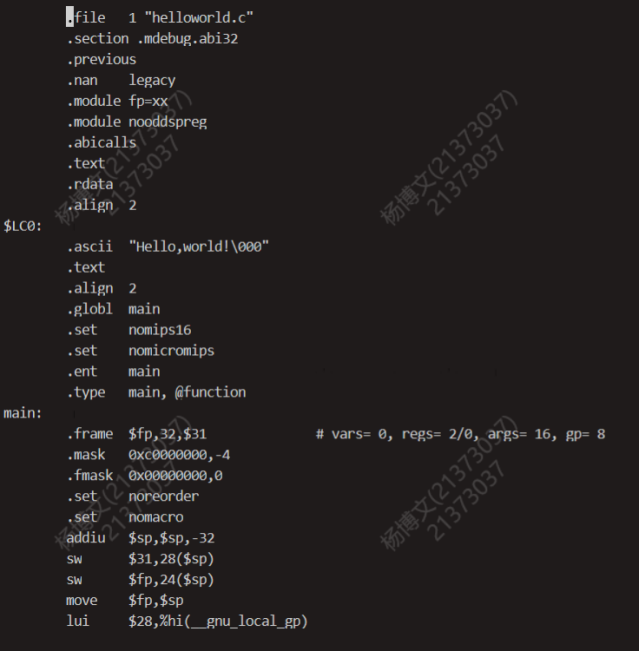 .file 1 "helloworld.c"
.section .mdebug.abi32
.previous
.nan legacy
.module fp=xx
.module nooddspreg
.abicalls
.text
.rdata
.align 2
$LC0:
.ascii "Hello,world!\000"
.text
.align 2
.globl main
.set nomips16
.set nomicromips
.ent main
.type main, @function
main:
.frame $fp,32,$31 # vars= 0, regs= 2/0, args= 16, gp= 8
.mask 0xc0000000,-4
.fmask 0x00000000,0
.set noreorder
.set nomacro
addiu $sp,$sp,-32
sw $31,28($sp)
sw $fp,24($sp)
move $fp,$sp
lui $28,%hi(__gnu_local_gp)
杨博文(21373037)
21373037
杨博文(21373037)
21373037
杨博文(21373037)
21373037
杨博文(21373037)
21373037